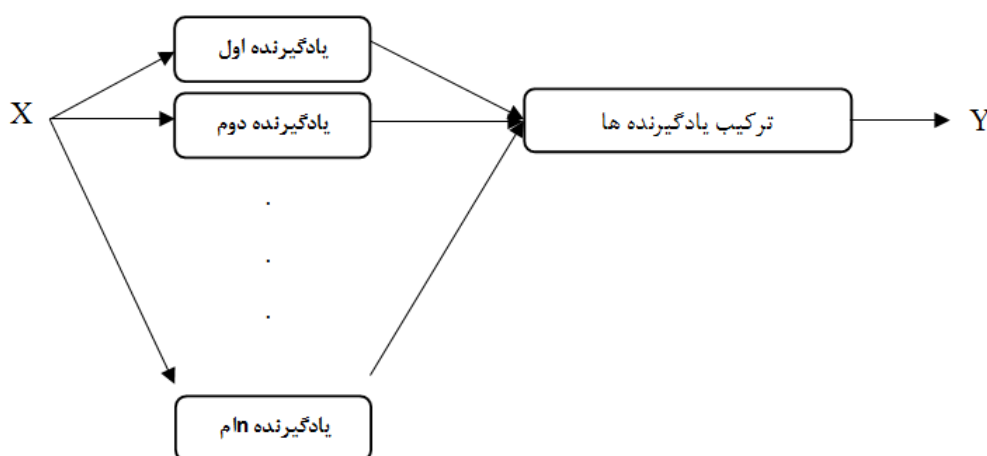 یادگیرنده اول
X
یادگیرنده دوم
ترکیب یادگیرنده ها
Y
.
.
.
یادگیرنده nام